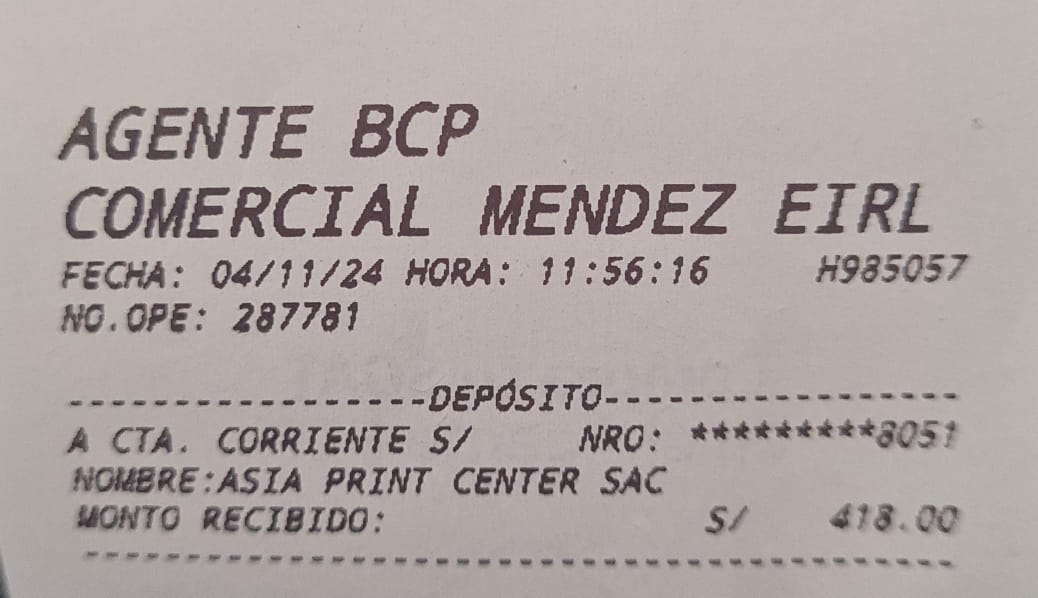 AGENTE BCP
COMERCIAL MENDEZ EIRL
FECHA: 04/11/24 HORA: 11:56:16 H985057
NO.OPE: 287781
-----------------DEPÓSITO-----------------
A CTA. CORRIENTE S/ NRO: *********8051
NOMBRE:ASIA PRINT CENTER SAC
MONTO RECIBIDO: S/ 418.00
------------------------------------------